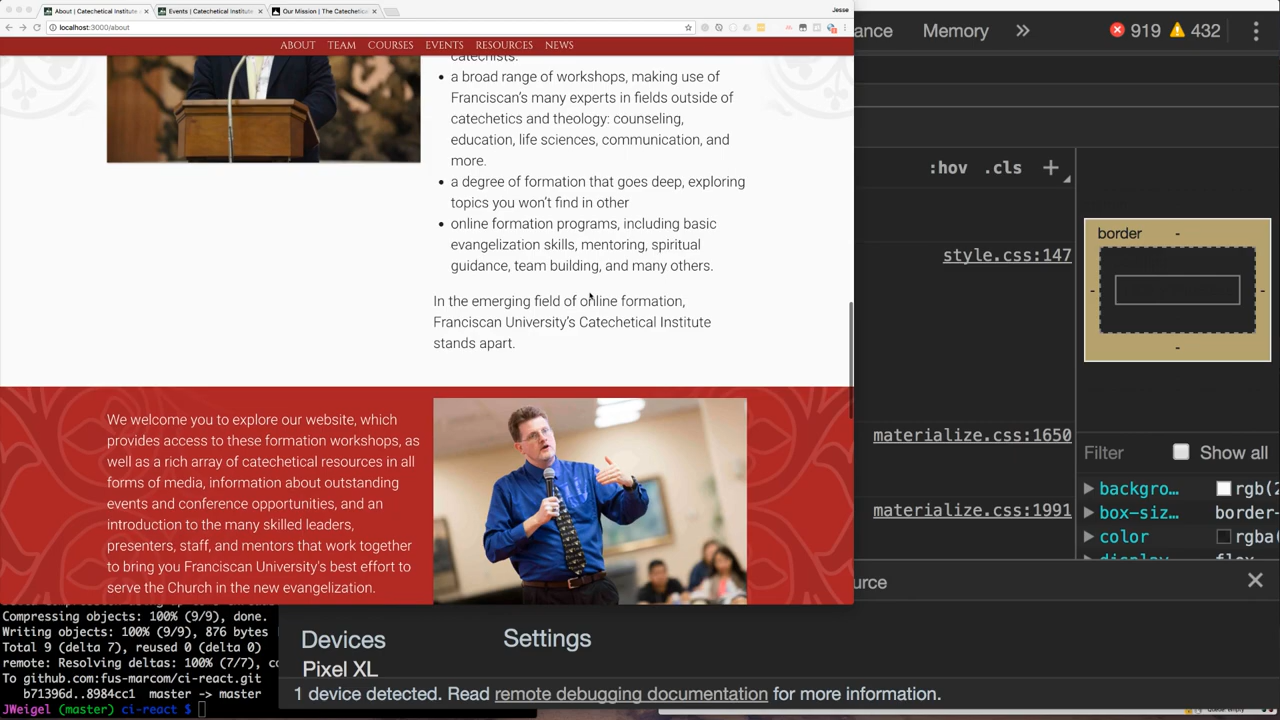 About | Catechetical Institute
Events | Catechetical Institute
Our Mission | The Catechetical
Jesse
localhost:3000/about
ABOUT TEAM COURSES EVENTS RESOURCES NEWS
catechists.
a broad range of workshops, making use of
Franciscan's many experts in fields outside of
catechetics and theology: counseling,
education, life sciences, communication, and
more.
a degree of formation that goes deep, exploring
topics you won't find in other
online formation programs, including basic
evangelization skills, mentoring, spiritual
guidance, team building, and many others.
In the emerging field of online formation,
Franciscan University's Catechetical Institute
stands apart.
We welcome you to explore our website, which
provides access to these formation workshops, as
well as a rich array of catechetical resources in all
forms of media, information about outstanding
events and conference opportunities, and an
introduction to the many skilled leaders,
presenters, staff, and mentors that work together
to bring you Franciscan University's best effort to
serve the Church in the new evangelization.
ance Memory » 919 432
:hov .cls +
style.css:147
border -
-
-
-
materialize.css:1650
Filter Show all
materialize.css:1991
backgro… rgb(2
box-siz… border-
color rgba(
ource
Devices Settings
Pixel XL
1 device detected. Read remote debugging documentation for more information.
Compressing objects: 100% (9/9), done.
Writing objects: 100% (9/9), 876 bytes
Total 9 (delta 7), reused 0 (delta 0)
remote: Resolving deltas: 100% (7/7), co
To github.com:fus-marcom/ci-react.git
b71396d..8984cc1 master -> master
JWeigel (master) ci-react $